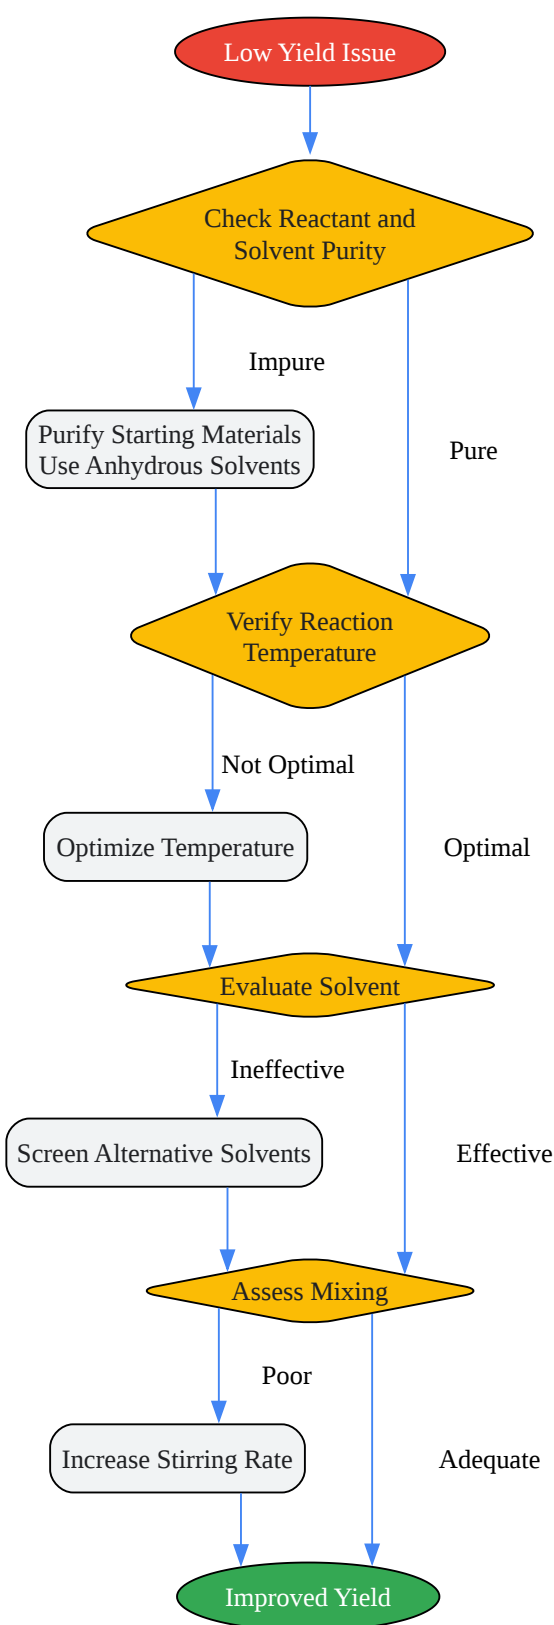 Low Yield Issue
Check Reactant and
Solvent Purity
Impure
Purify Starting Materials
Use Anhydrous Solvents
Pure
Verify Reaction
Temperature
Not Optimal
Optimize Temperature
Optimal
Evaluate Solvent
Ineffective
Screen Alternative Solvents
Effective
Assess Mixing
Poor
Increase Stirring Rate
Adequate
Improved Yield